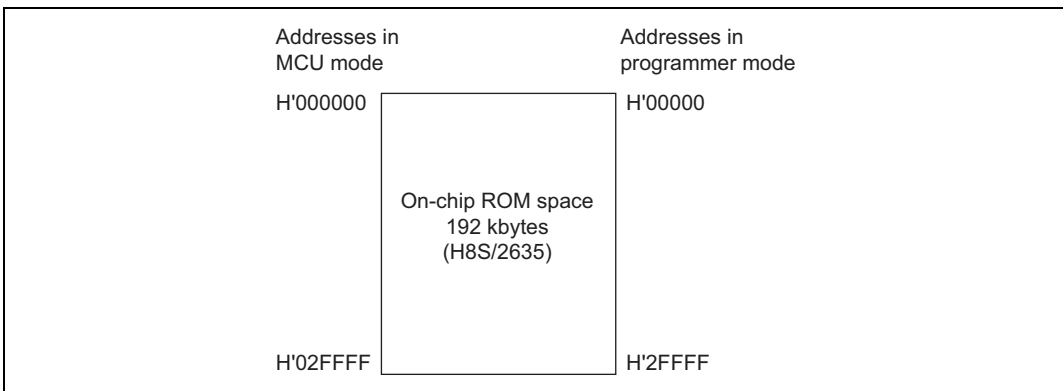 Addresses in
MCU mode
Addresses in
programmer mode
H'000000
H'00000
On-chip ROM space
192 kbytes
(H8S/2635)
H'02FFFF
H'2FFFF